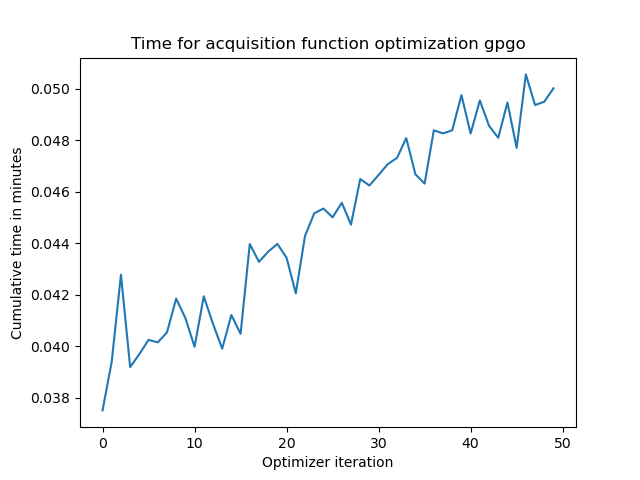 Time for acquisition function optimization gpgo
0.050
0.048
0.046
0.044
0.042
0.040
0.038
Cumulative time in minutes
0 10 20 30 40 50
Optimizer iteration